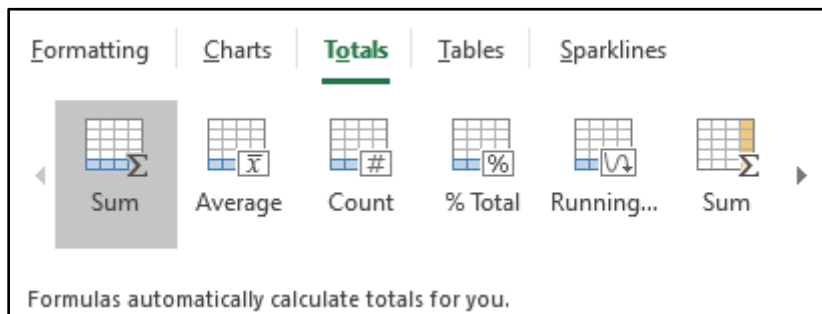 Formatting Charts Totals Tables Sparklines
Σ x̄ # % Σ
Sum Average Count % Total Running... Sum
Formulas automatically calculate totals for you.